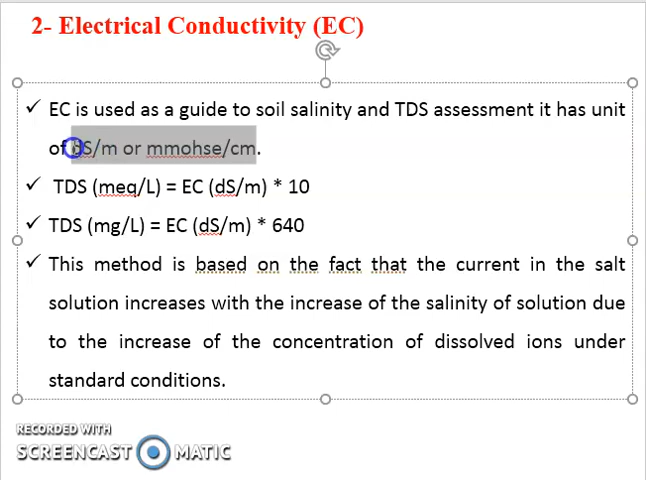 2- Electrical Conductivity (EC)
✓ EC is used as a guide to soil salinity and TDS assessment it has unit
of dS/m or mmohse/cm.
✓ TDS (meq/L) = EC (dS/m) * 10
✓ TDS (mg/L) = EC (dS/m) * 640
✓ This method is based on the fact that the current in the salt
solution increases with the increase of the salinity of solution due
to the increase of the concentration of dissolved ions under
standard conditions.
RECORDED WITH
SCREENCAST MATIC